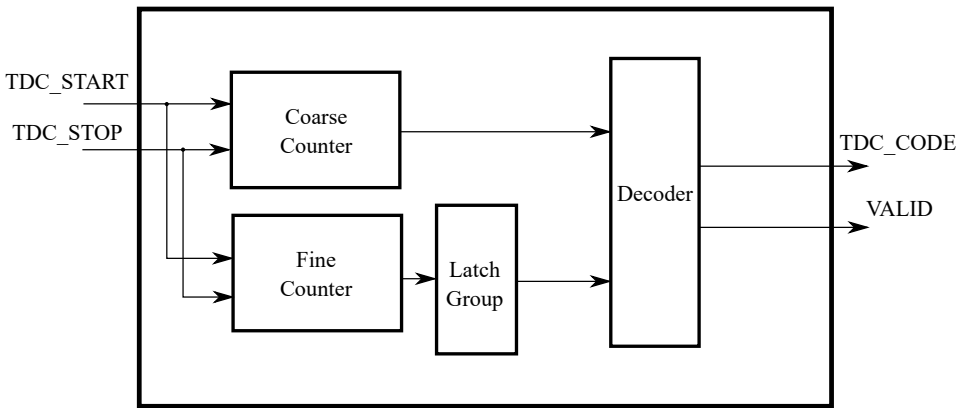 TDC_START
TDC_STOP
Coarse
Counter
Fine
Counter
Latch
Group
Decoder
TDC_CODE
VALID